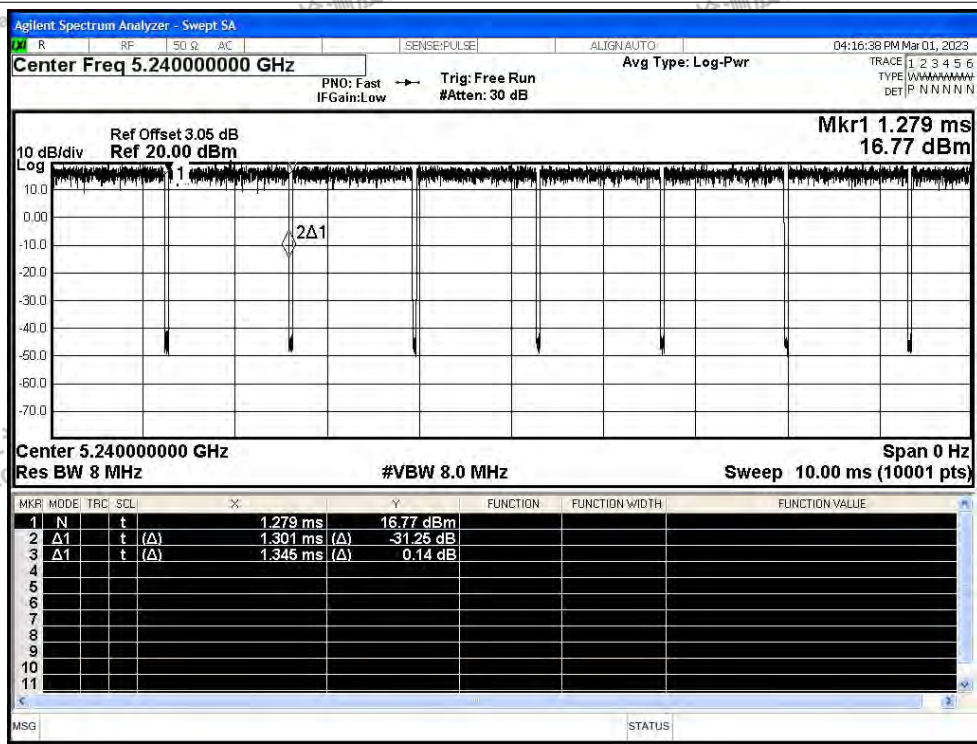 Agilent Spectrum Analyzer - Swept SA
R RF 50 Ω AC SENSE:PULSE ALIGN AUTO 04:16:38 PM Mar 01, 2023
Center Freq 5.240000000 GHz Avg Type: Log-Pwr TRACE 1 2 3 4 5 6
PNO: Fast Trig: Free Run TYPE
IFGain:Low #Atten: 30 dB DET P N N N N N
Mkr1 1.279 ms
Ref Offset 3.05 dB
10 dB/div Ref 20.00 dBm 16.77 dBm
Log
1
10.0
0.00
2Δ1
-10.0
-20.0
-30.0
-40.0
-50.0
-60.0
-70.0
Center 5.240000000 GHz Span 0 Hz
Res BW 8 MHz #VBW 8.0 MHz Sweep 10.00 ms (10001 pts)
MKR MODE TRC SCL X Y FUNCTION FUNCTION WIDTH FUNCTION VALUE
1 N t 1.279 ms 16.77 dBm
2 Δ1 t (Δ) 1.301 ms (Δ) -31.25 dB
3 Δ1 t (Δ) 1.345 ms (Δ) 0.14 dB
4
5
6
7
8
9
10
11
MSG STATUS